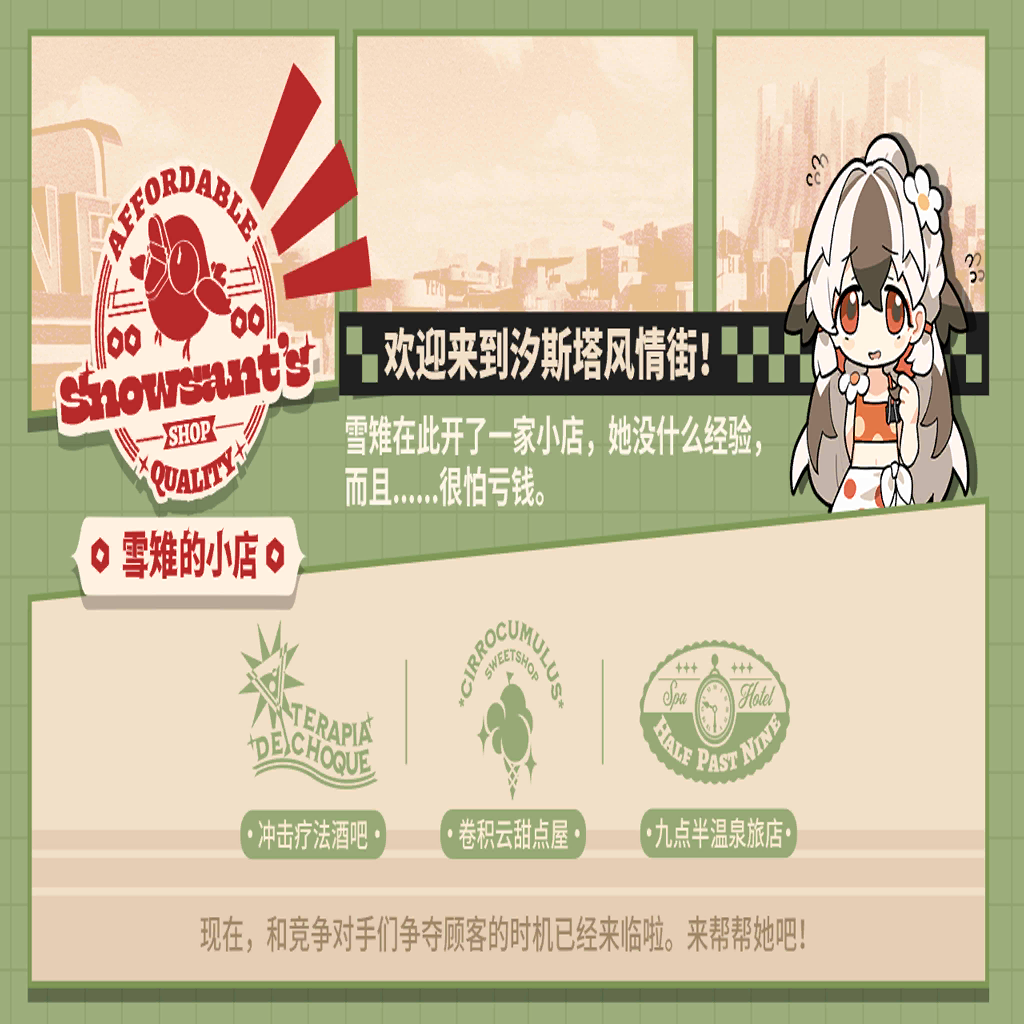 AFFORDABLE
Snowsant's
SHOP
QUALITY
欢迎来到汐斯塔风情街!
雪雉在此开了一家小店，她没什么经验，
而且……很怕亏钱。
雪雉的小店
TERAPIA
DE CHOQUE
CIRROCUMULUS
SWEETSHOP
Spa Hotel
HALF PAST NINE
冲击疗法酒吧
卷积云甜点屋
九点半温泉旅店
现在，和竞争对手们争夺顾客的时机已经来临啦。来帮帮她吧!